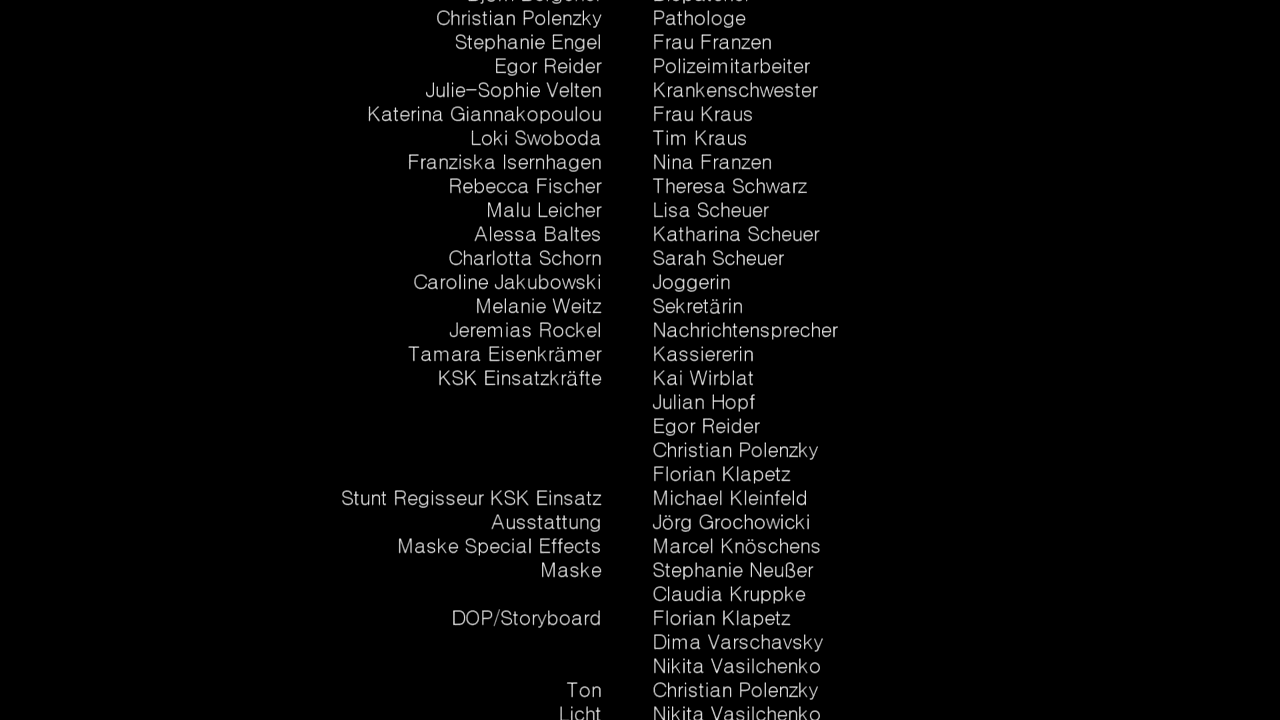 Christian Polenzky Pathologe
Stephanie Engel Frau Franzen
Egor Reider Polizeimitarbeiter
Julie-Sophie Velten Krankenschwester
Katerina Giannakopoulou Frau Kraus
Loki Swoboda Tim Kraus
Franziska Isernhagen Nina Franzen
Rebecca Fischer Theresa Schwarz
Malu Leicher Lisa Scheuer
Alessa Baltes Katharina Scheuer
Charlotta Schorn Sarah Scheuer
Caroline Jakubowski Joggerin
Melanie Weitz Sekretärin
Jeremias Rockel Nachrichtensprecher
Tamara Eisenkrämer Kassiererin
KSK Einsatzkräfte Kai Wirblat
Julian Hopf
Egor Reider
Christian Polenzky
Florian Klapetz
Stunt Regisseur KSK Einsatz Michael Kleinfeld
Ausstattung Jörg Grochowicki
Maske Special Effects Marcel Knöschens
Maske Stephanie Neußer
Claudia Kruppke
DOP/Storyboard Florian Klapetz
Dima Varschavsky
Nikita Vasilchenko
Ton Christian Polenzky
Licht Nikita Vasilchenko